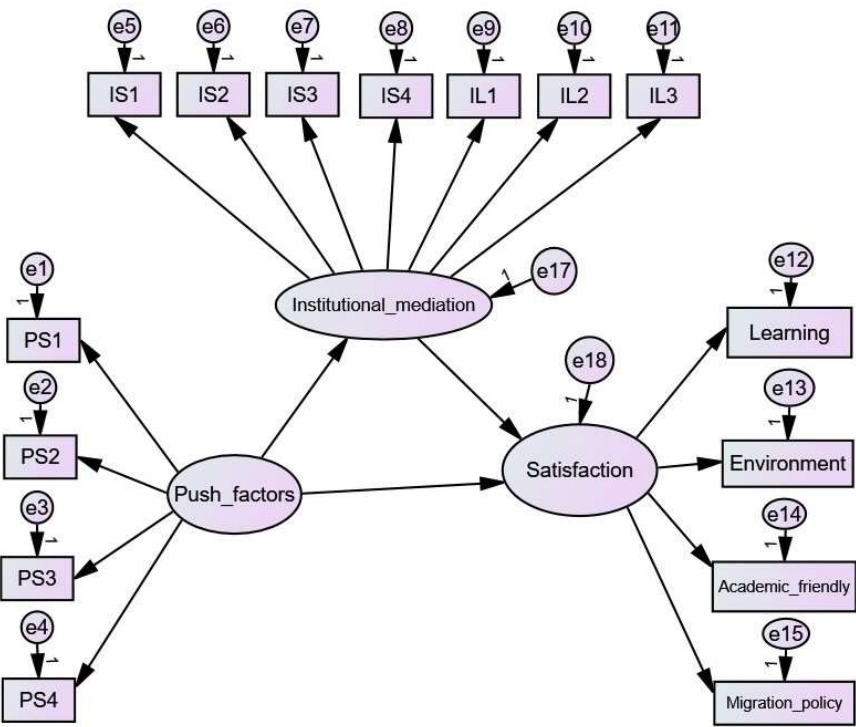 e5 e6 e7 e8 e9 e10 e11
1 1 1 1 1 1 1
IS1 IS2 IS3 IS4 IL1 IL2 IL3
e1
1
PS1
e2
1
PS2
e3
1
PS3
e4
1
PS4
Push_factors
Institutional_mediation
1
e17
e18
1
Satisfaction
e12
1
Learning
e13
1
Environment
e14
1
Academic_friendly
e15
1
Migration_policy